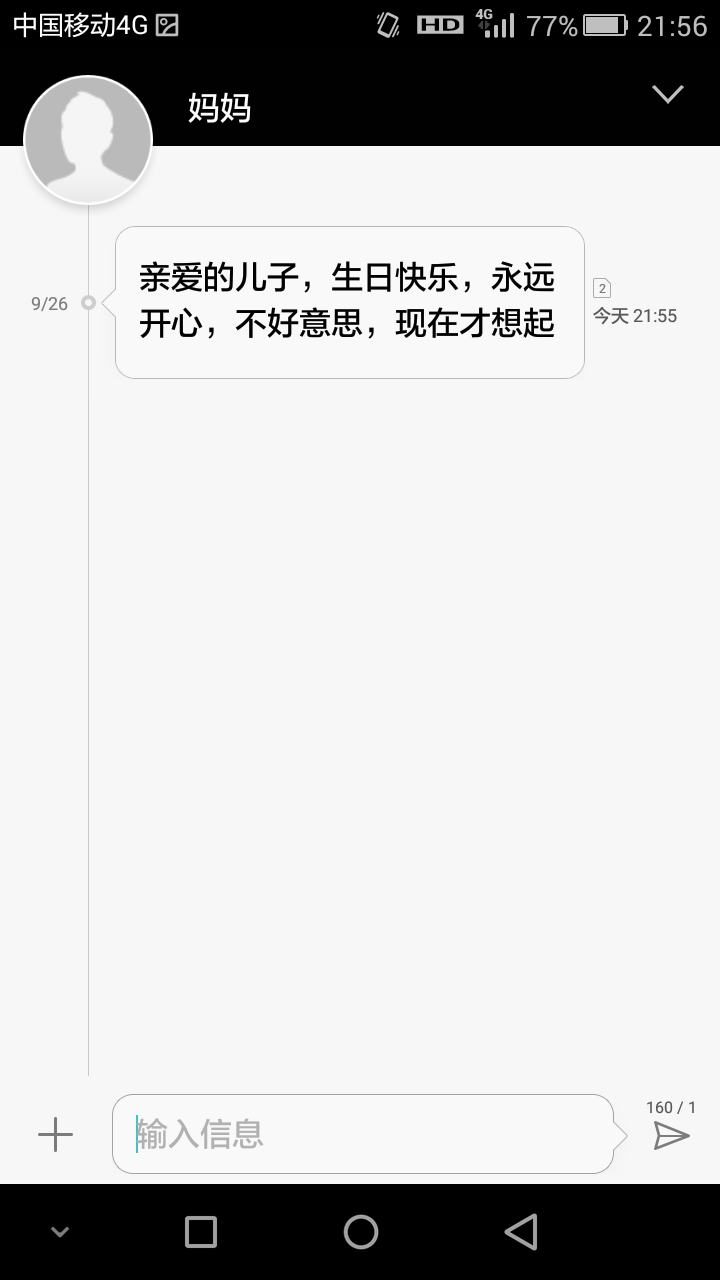 中国移动4G HD 4G 77% 21:56
妈妈
亲爱的儿子，生日快乐，永远
开心，不好意思，现在才想起
9/26
2
今天 21:55
160 / 1
输入信息